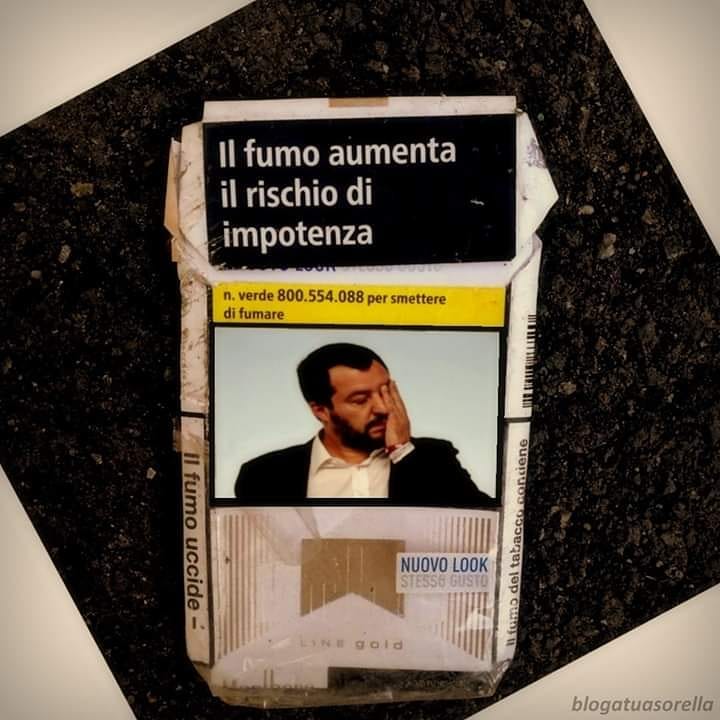 Il fumo aumenta
il rischio di
impotenza
n. verde 800.554.088 per smettere
di fumare
Il fumo uccide –
Il fumo del tabacco contiene
NUOVO LOOK
STESSO GUSTO
LINE gold
blogatuasorella